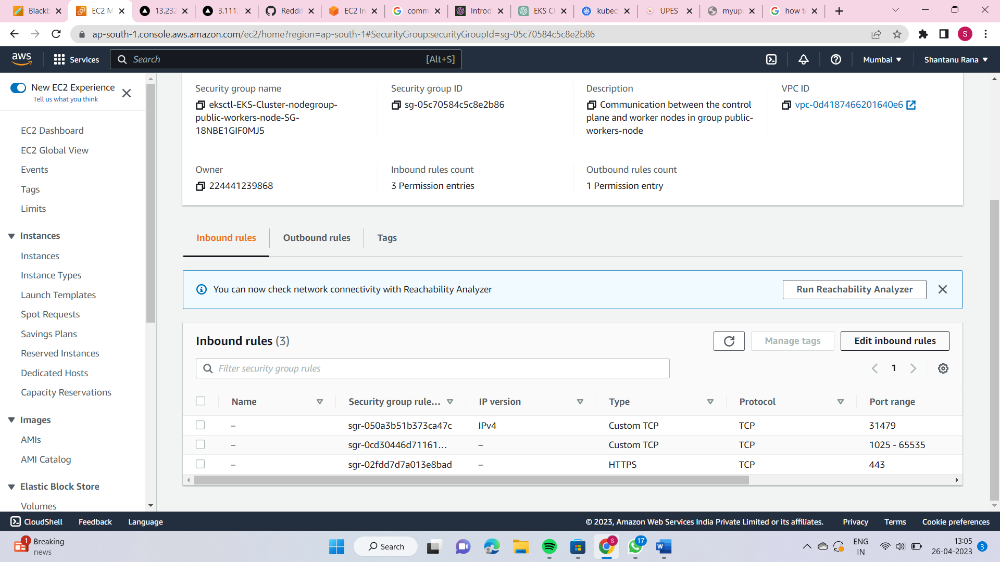 Blackb
EC2 M
13.232
3.111.
Reddit
EC2 In
comm
Introd
EKS Cl
kubec
UPES
myup
how t
ap-south-1.console.aws.amazon.com/ec2/home?region=ap-south-1#SecurityGroup:securityGroupId=sg-05c70584c5c8e2b86
S
aws
Services
Search
[Alt+S]
Mumbai
Shantanu Rana
New EC2 Experience
Tell us what you think
EC2 Dashboard
EC2 Global View
Events
Tags
Limits
Instances
Instances
Instance Types
Launch Templates
Spot Requests
Savings Plans
Reserved Instances
Dedicated Hosts
Capacity Reservations
Images
AMIs
AMI Catalog
Elastic Block Store
Volumes
Security group name
eksctl-EKS-Cluster-nodegroup-
public-workers-node-SG-
18NBE1GIF0MJ5
Security group ID
sg-05c70584c5c8e2b86
Description
Communication between the control
plane and worker nodes in group public-
workers-node
VPC ID
vpc-0d4187466201640e6
Owner
224441239868
Inbound rules count
3 Permission entries
Outbound rules count
1 Permission entry
Inbound rules
Outbound rules
Tags
You can now check network connectivity with Reachability Analyzer
Run Reachability Analyzer
Inbound rules (3)
Manage tags
Edit inbound rules
Filter security group rules
1
Name Security group rule... IP version Type Protocol Port range
– sgr-050a3b51b373ca47c IPv4 Custom TCP TCP 31479
– sgr-0cd30446d71161... – Custom TCP TCP 1025 - 65535
– sgr-02fdd7d7a013e8bad – HTTPS TCP 443
CloudShell
Feedback
Language
© 2023, Amazon Web Services India Private Limited or its affiliates.
Privacy
Terms
Cookie preferences
1
Breaking
news
Search
S
17
ENG
IN
13:05
26-04-2023
3